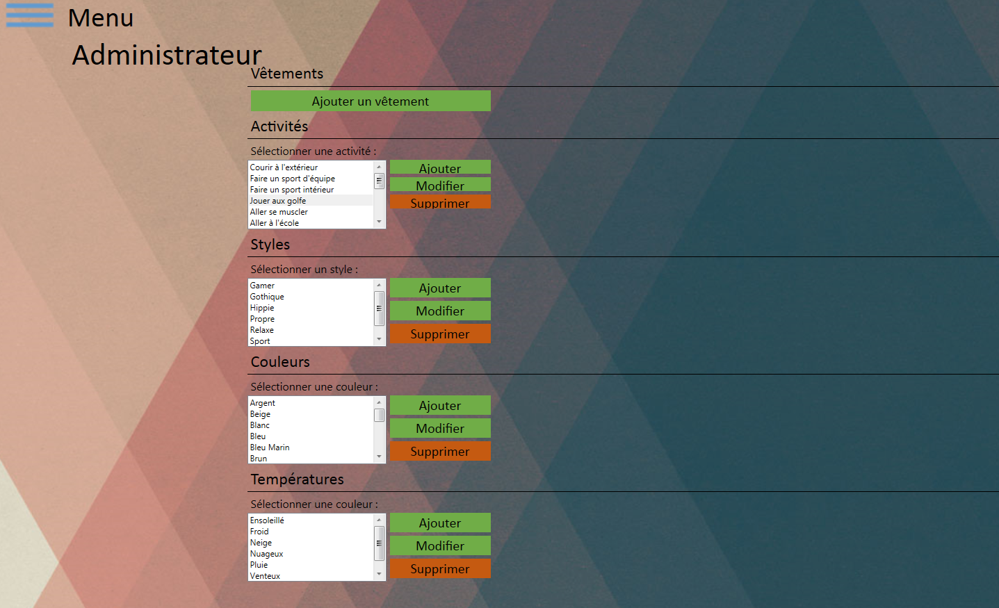 Menu
Administrateur
Vêtements
Ajouter un vêtement
Activités
Sélectionner une activité :
Courir à l'extérieur
Faire un sport d'équipe
Faire un sport intérieur
Jouer aux golfe
Aller se muscler
Aller à l'école
Ajouter
Modifier
Supprimer
Styles
Sélectionner un style :
Gamer
Gothique
Hippie
Propre
Relaxe
Sport
Ajouter
Modifier
Supprimer
Couleurs
Sélectionner une couleur :
Argent
Beige
Blanc
Bleu
Bleu Marin
Brun
Ajouter
Modifier
Supprimer
Températures
Sélectionner une couleur :
Ensoleillé
Froid
Neige
Nuageux
Pluie
Venteux
Ajouter
Modifier
Supprimer